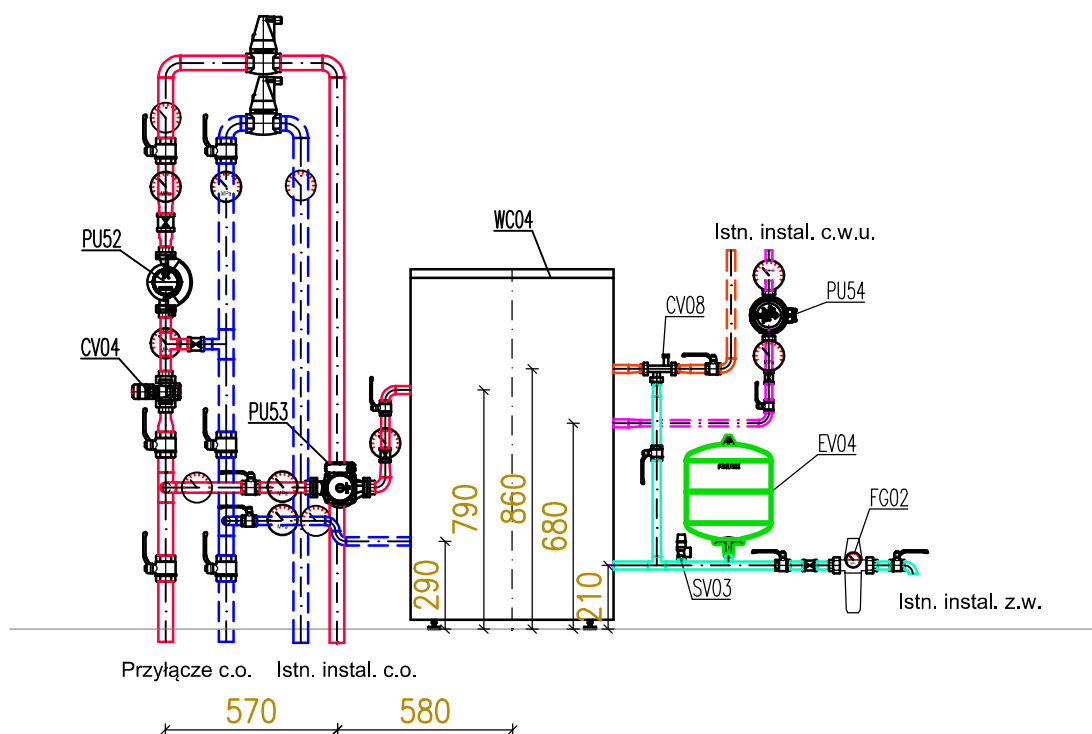 WC04
Istn. instal. c.w.u.
PU52
PU54
CV08
CV04
PU53
EV04
790
860
680
FG02
290
210
SV03
Istn. instal. z.w.
Przyłącze c.o.
Istn. instal. c.o.
570
580